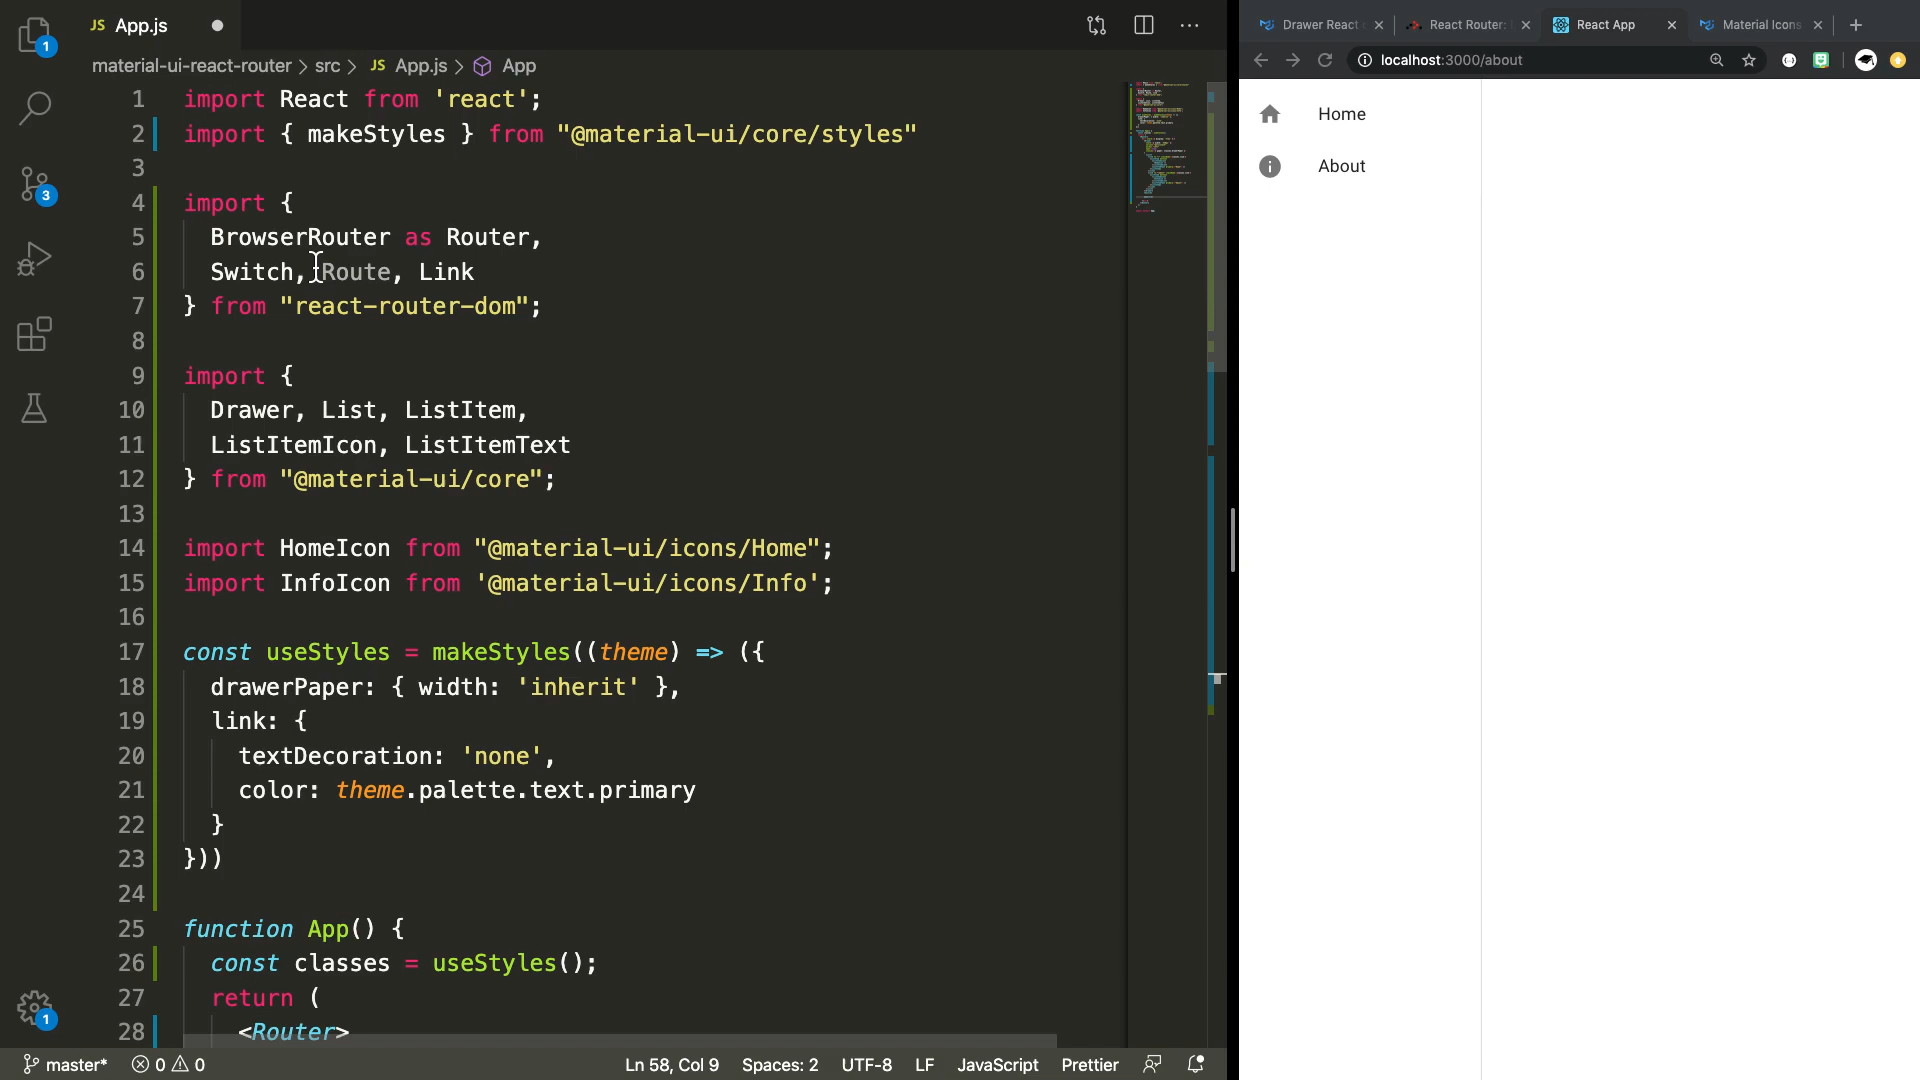 JS App.js
material-ui-react-router > src > JS App.js > App
1 import React from 'react';
2 import { makeStyles } from "@material-ui/core/styles"
3
4 import {
5 BrowserRouter as Router,
6 Switch, Route, Link
7 } from "react-router-dom";
8
9 import {
10 Drawer, List, ListItem,
11 ListItemIcon, ListItemText
12 } from "@material-ui/core";
13
14 import HomeIcon from "@material-ui/icons/Home";
15 import InfoIcon from '@material-ui/icons/Info';
16
17 const useStyles = makeStyles((theme) => ({
18 drawerPaper: { width: 'inherit' },
19 link: {
20 textDecoration: 'none',
21 color: theme.palette.text.primary
22 }
23 }))
24
25 function App() {
26 const classes = useStyles();
27 return (
28 <Router>
1
3
1
master* 0 0 Ln 58, Col 9 Spaces: 2 UTF-8 LF JavaScript Prettier
Drawer React React Router: React App Material Icons
localhost:3000/about
Home
About